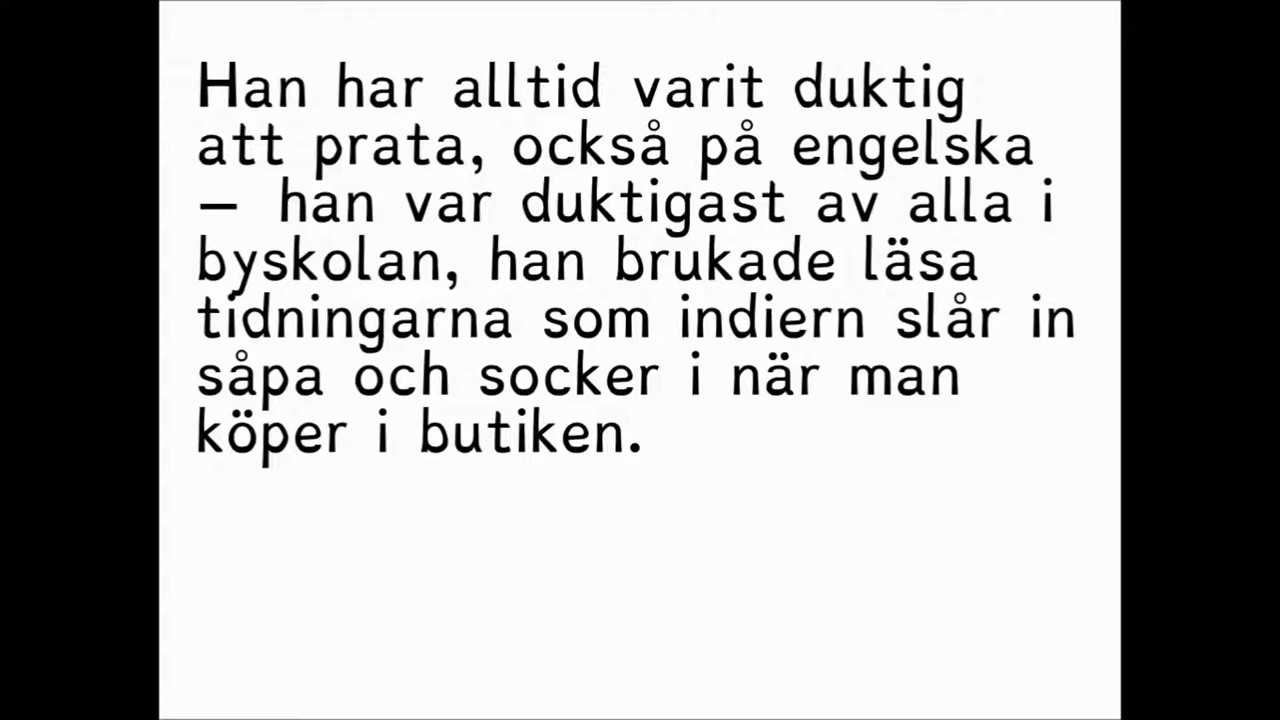 Han har alltid varit duktig
att prata, också på engelska
– han var duktigast av alla i
byskolan, han brukade läsa
tidningarna som indiern slår in
såpa och socker i när man
köper i butiken.